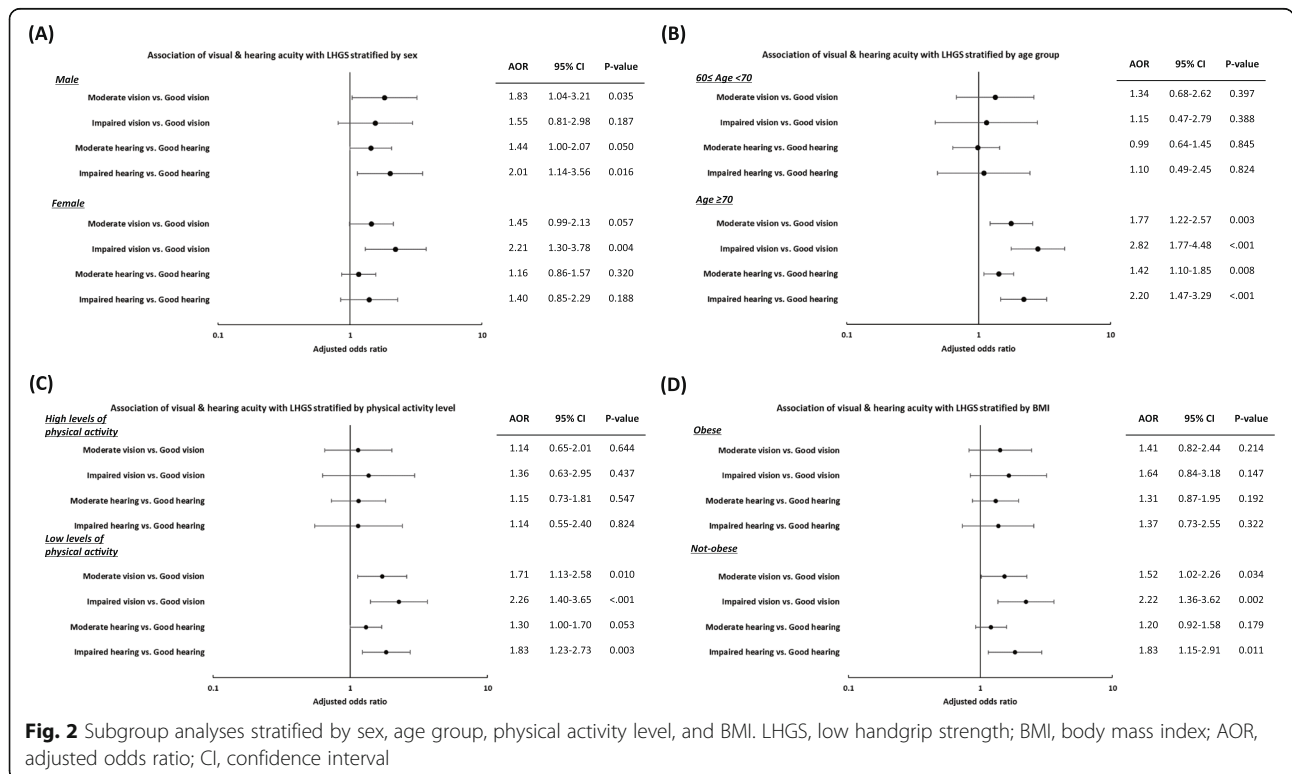 (A)
Association of visual & hearing acuity with LHGS stratified by sex
AOR 95% CI P-value
Male
Moderate vision vs. Good vision 1.83 1.04-3.21 0.035
Impaired vision vs. Good vision 1.55 0.81-2.98 0.187
Moderate hearing vs. Good hearing 1.44 1.00-2.07 0.050
Impaired hearing vs. Good hearing 2.01 1.14-3.56 0.016
Female
Moderate vision vs. Good vision 1.45 0.99-2.13 0.057
Impaired vision vs. Good vision 2.21 1.30-3.78 0.004
Moderate hearing vs. Good hearing 1.16 0.86-1.57 0.320
Impaired hearing vs. Good hearing 1.40 0.85-2.29 0.188
0.1 1 10
Adjusted odds ratio
(B)
Association of visual & hearing acuity with LHGS stratified by age group
AOR 95% CI P-value
60≤ Age <70
Moderate vision vs. Good vision 1.34 0.68-2.62 0.397
Impaired vision vs. Good vision 1.15 0.47-2.79 0.388
Moderate hearing vs. Good hearing 0.99 0.64-1.45 0.845
Impaired hearing vs. Good hearing 1.10 0.49-2.45 0.824
Age ≥70
Moderate vision vs. Good vision 1.77 1.22-2.57 0.003
Impaired vision vs. Good vision 2.82 1.77-4.48 <.001
Moderate hearing vs. Good hearing 1.42 1.10-1.85 0.008
Impaired hearing vs. Good hearing 2.20 1.47-3.29 <.001
0.1 1 10
Adjusted odds ratio
(C)
Association of visual & hearing acuity with LHGS stratified by physical activity level
AOR 95% CI P-value
High levels of
physical activity
Moderate vision vs. Good vision 1.14 0.65-2.01 0.644
Impaired vision vs. Good vision 1.36 0.63-2.95 0.437
Moderate hearing vs. Good hearing 1.15 0.73-1.81 0.547
Impaired hearing vs. Good hearing 1.14 0.55-2.40 0.824
Low levels of
physical activity
Moderate vision vs. Good vision 1.71 1.13-2.58 0.010
Impaired vision vs. Good vision 2.26 1.40-3.65 <.001
Moderate hearing vs. Good hearing 1.30 1.00-1.70 0.053
Impaired hearing vs. Good hearing 1.83 1.23-2.73 0.003
0.1 1 10
Adjusted odds ratio
(D)
Association of visual & hearing acuity with LHGS stratified by BMI
AOR 95% CI P-value
Obese
Moderate vision vs. Good vision 1.41 0.82-2.44 0.214
Impaired vision vs. Good vision 1.64 0.84-3.18 0.147
Moderate hearing vs. Good hearing 1.31 0.87-1.95 0.192
Impaired hearing vs. Good hearing 1.37 0.73-2.55 0.322
Not-obese
Moderate vision vs. Good vision 1.52 1.02-2.26 0.034
Impaired vision vs. Good vision 2.22 1.36-3.62 0.002
Moderate hearing vs. Good hearing 1.20 0.92-1.58 0.179
Impaired hearing vs. Good hearing 1.83 1.15-2.91 0.011
0.1 1 10
Adjusted odds ratio
Fig. 2 Subgroup analyses stratified by sex, age group, physical activity level, and BMI. LHGS, low handgrip strength; BMI, body mass index; AOR,
adjusted odds ratio; CI, confidence interval